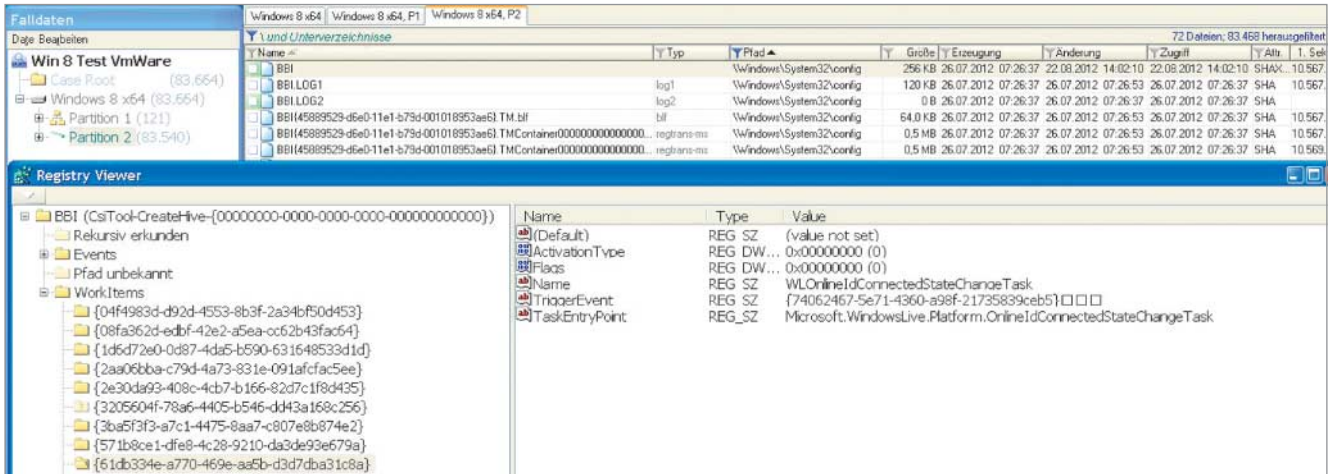 Falldaten
Datei Bearbeiten
Win 8 Test VmWare
Case Root (83.664)
Windows 8 x64 (83.664)
Partition 1 (121)
Partition 2 (83.540)
Windows 8 x64 Windows 8 x64, P1 Windows 8 x64, P2
\ und Unterverzeichnisse 72 Dateien; 83.468 herausgefiltert
Name Typ Pfad Größe Erzeugung Änderung Zugriff Attr. 1. Sek
BBI \Windows\System32\config 256 KB 26.07.2012 07:26:37 22.08.2012 14:02:10 22.08.2012 14:02:10 SHAX... 10.567.
BBI.LOG1 log1 \Windows\System32\config 120 KB 26.07.2012 07:26:37 26.07.2012 07:26:53 26.07.2012 07:26:37 SHA 10.567.
BBI.LOG2 log2 \Windows\System32\config 0 B 26.07.2012 07:26:37 26.07.2012 07:26:37 26.07.2012 07:26:37 SHA
BBI{45889529-d6e0-11e1-b79d-001018953ae6}.TM.blf blf \Windows\System32\config 64,0 KB 26.07.2012 07:26:37 26.07.2012 07:26:53 26.07.2012 07:26:37 SHA 10.567.
BBI{45889529-d6e0-11e1-b79d-001018953ae6}.TMContainer000000000000000... regtrans-ms \Windows\System32\config 0,5 MB 26.07.2012 07:26:37 26.07.2012 07:26:53 26.07.2012 07:26:37 SHA 10.567.
BBI{45889529-d6e0-11e1-b79d-001018953ae6}.TMContainer000000000000000... regtrans-ms \Windows\System32\config 0,5 MB 26.07.2012 07:26:37 26.07.2012 07:26:53 26.07.2012 07:26:37 SHA 10.569.
Registry Viewer
BBI (CsiTool-CreateHive-{00000000-0000-0000-0000-000000000000})
Rekursiv erkunden
Events
Pfad unbekannt
WorkItems
{04f4983d-d92d-4553-8b3f-2a34bf50d453}
{08fa362d-edbf-42e2-a5ea-cc62b43fac64}
{1d6d72e0-0d87-4da5-b590-631648533d1d}
{2aa06bba-c79d-4a73-831e-091afcfac5ee}
{2e30da93-408c-4cb7-b166-82d7c1f8d435}
{3205604f-78a6-4405-b546-dd43a168c256}
{3ba5f3f3-a7c1-4475-8aa7-c807e8b874e2}
{571b8ce1-dfe8-4c28-9210-da3de93e679a}
{61db334e-a770-469e-aa5b-d3d7dba31c8a}
Name Type Value
(Default) REG_SZ (value not set)
ActivationType REG_DW... 0x00000000 (0)
Flags REG_DW... 0x00000000 (0)
Name REG_SZ WLOnlineIdConnectedStateChangeTask
TriggerEvent REG_SZ {74062467-5e71-4360-a98f-21735839ceb5}□□□
TaskEntryPoint REG_SZ Microsoft.WindowsLive.Platform.OnlineIdConnectedStateChangeTask